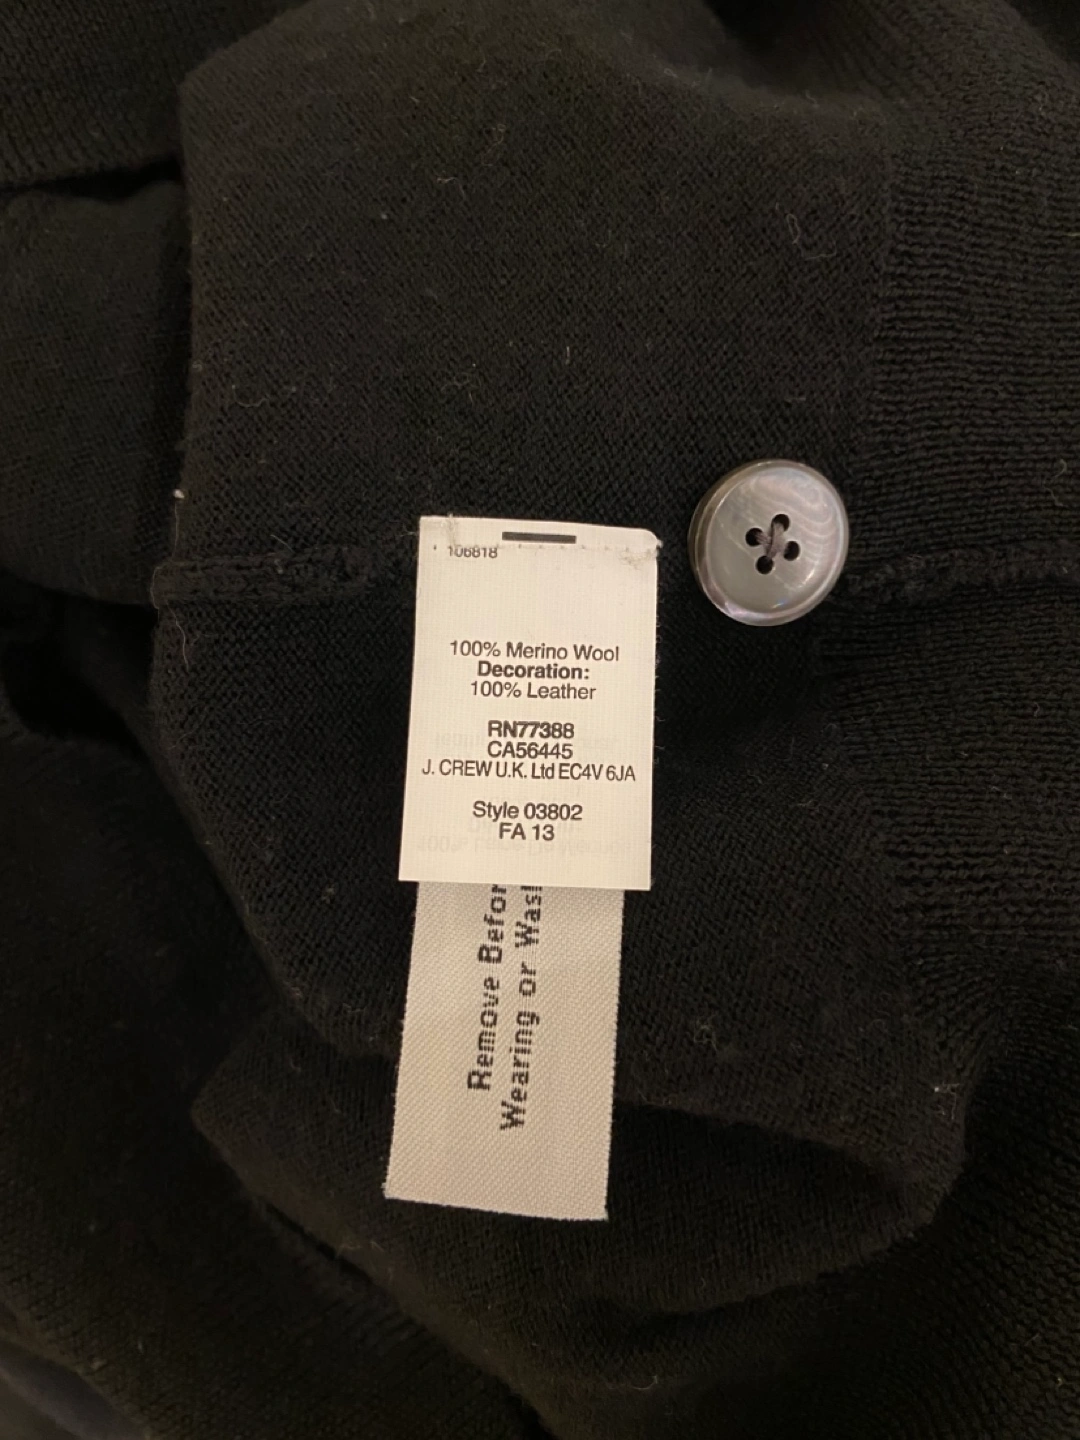 106818
100% Merino Wool
Decoration:
100% Leather
RN77388
CA56445
J. CREW U.K. Ltd EC4V 6JA
Style 03802
FA 13
Remove Befor
Wearing or Wash